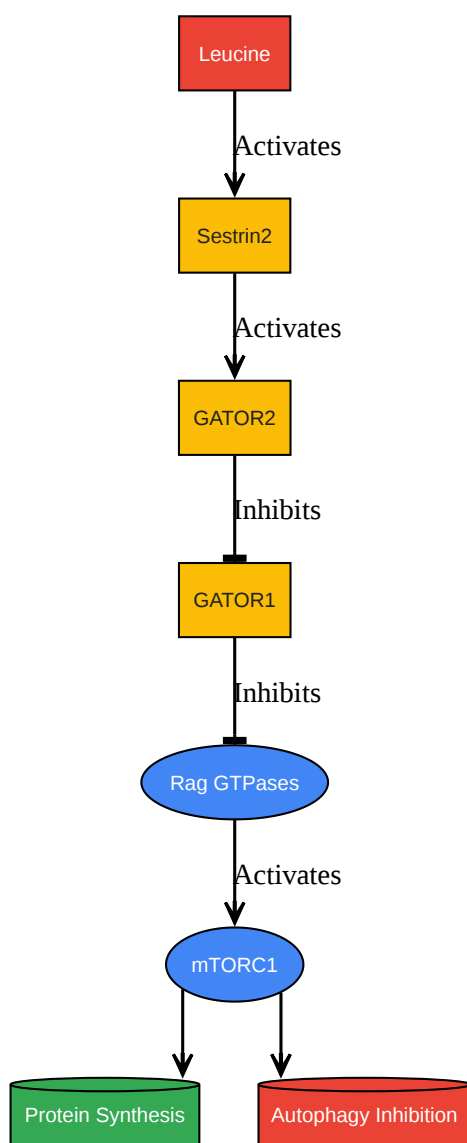 Leucine
Activates
Sestrin2
Activates
GATOR2
Inhibits
GATOR1
Inhibits
Rag GTPases
Activates
mTORC1
Protein Synthesis
Autophagy Inhibition